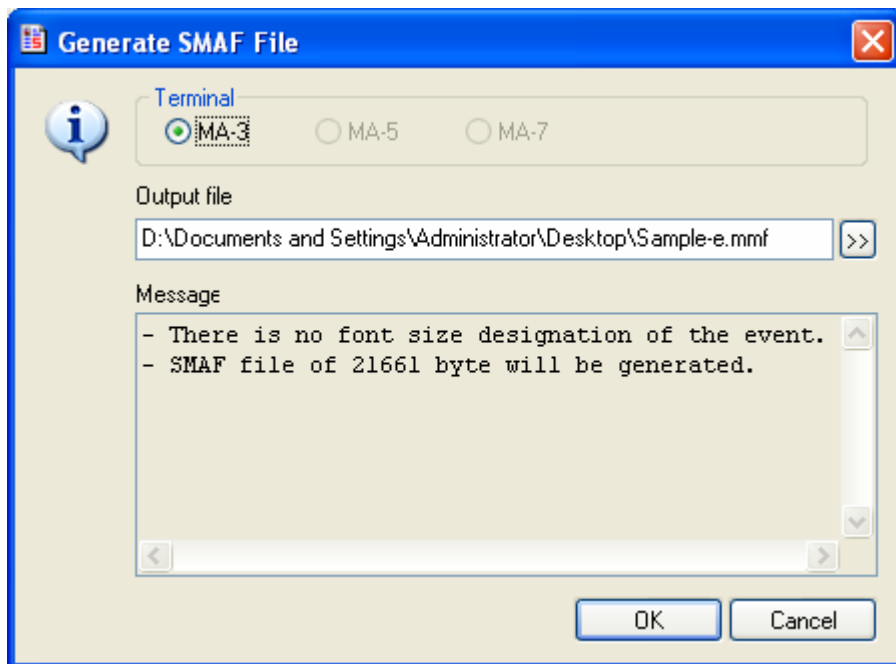 Generate SMAF File
Terminal
MA-3 MA-5 MA-7
Output file
D:\Documents and Settings\Administrator\Desktop\Sample-e.mmf >>
Message
- There is no font size designation of the event.
- SMAF file of 21661 byte will be generated.
OK Cancel